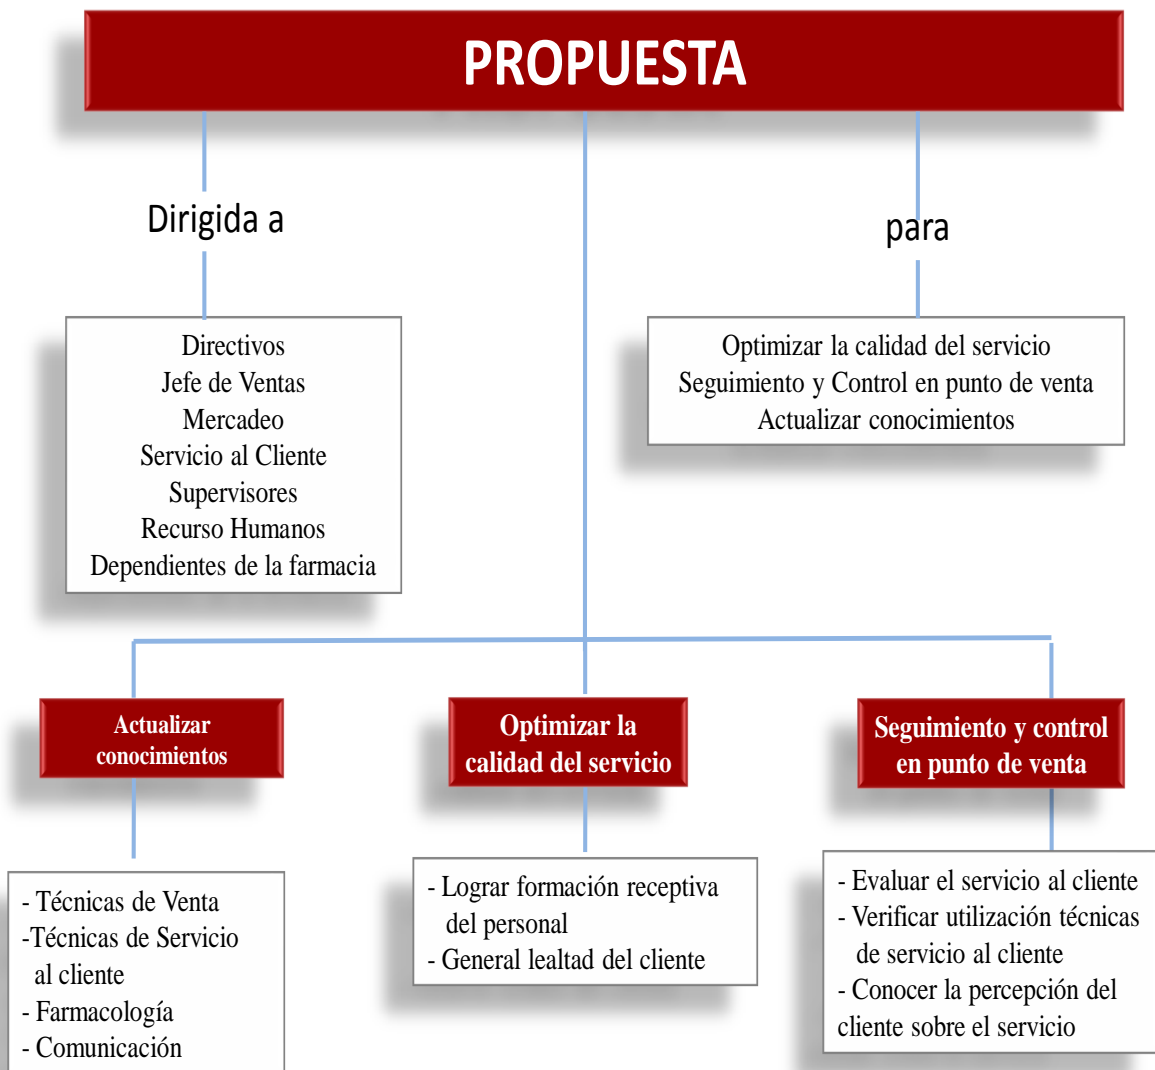 PROPUESTA
Dirigida a
para
Directivos
Jefe de Ventas
Mercadeo
Servicio al Cliente
Supervisores
Recurso Humanos
Dependientes de la farmacia
Optimizar la calidad del servicio
Seguimiento y Control en punto de venta
Actualizar conocimientos
Actualizar
conocimientos
- Técnicas de Venta
-Técnicas de Servicio
al cliente
- Farmacología
- Comunicación
Optimizar la
calidad del servicio
- Lograr formación receptiva
del personal
- General lealtad del cliente
Seguimiento y control
en punto de venta
- Evaluar el servicio al cliente
- Verificar utilización técnicas
de servicio al cliente
- Conocer la percepción del
cliente sobre el servicio